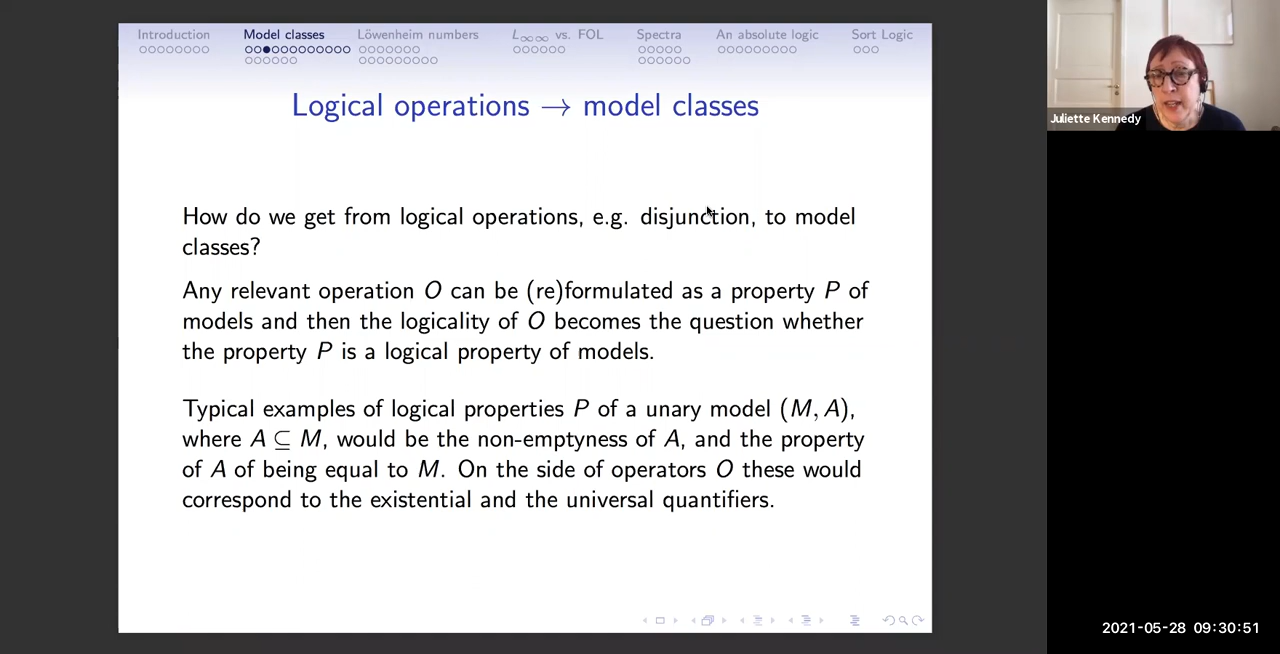 Introduction Model classes Löwenheim numbers L∞∞ vs. FOL Spectra An absolute logic Sort Logic
Logical operations → model classes
How do we get from logical operations, e.g. disjunction, to model
classes?
Any relevant operation O can be (re)formulated as a property P of
models and then the logicality of O becomes the question whether
the property P is a logical property of models.
Typical examples of logical properties P of a unary model (M, A),
where A ⊆ M, would be the non-emptyness of A, and the property
of A of being equal to M. On the side of operators O these would
correspond to the existential and the universal quantifiers.
Juliette Kennedy
2021-05-28 09:30:51